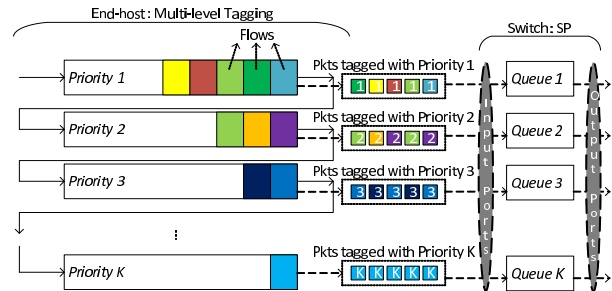 End-host: Multi-level Tagging
Switch: SP
Flows
Priority 1
Pkts tagged with Priority 1
1 1 1 1 1
Queue 1
Priority 2
Pkts tagged with Priority 2
2 2 2 2 2
Queue 2
Priority 3
Pkts tagged with Priority 3
3 3 3 3 3
Queue 3
...
Priority K
Pkts tagged with Priority K
K K K K K
Queue K
Input Ports
Output Ports